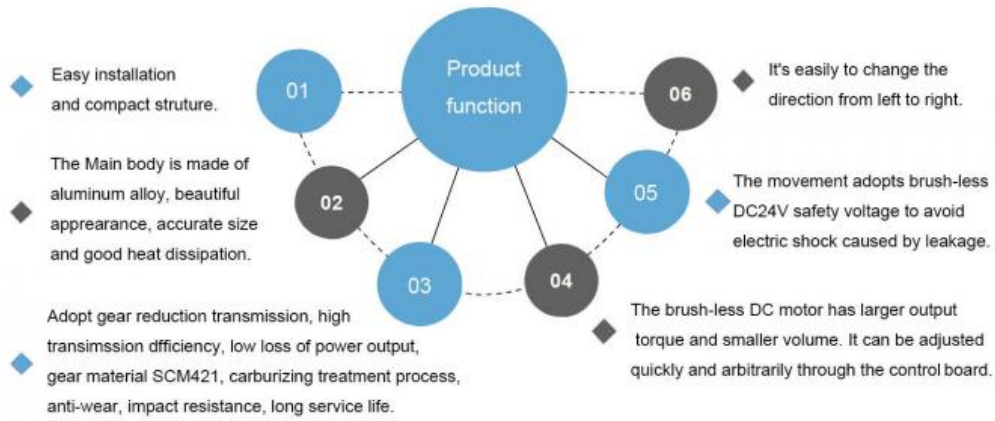 Product
function
01
Easy installation
and compact struture.
02
The Main body is made of
aluminum alloy, beautiful
apprearance, accurate size
and good heat dissipation.
03
Adopt gear reduction transmission, high
transimssion dfficiency, low loss of power output,
gear material SCM421, carburizing treatment process,
anti-wear, impact resistance, long service life.
04
The brush-less DC motor has larger output
torque and smaller volume. It can be adjusted
quickly and arbitrarily through the control board.
05
The movement adopts brush-less
DC24V safety voltage to avoid
electric shock caused by leakage.
06
It's easily to change the
direction from left to right.